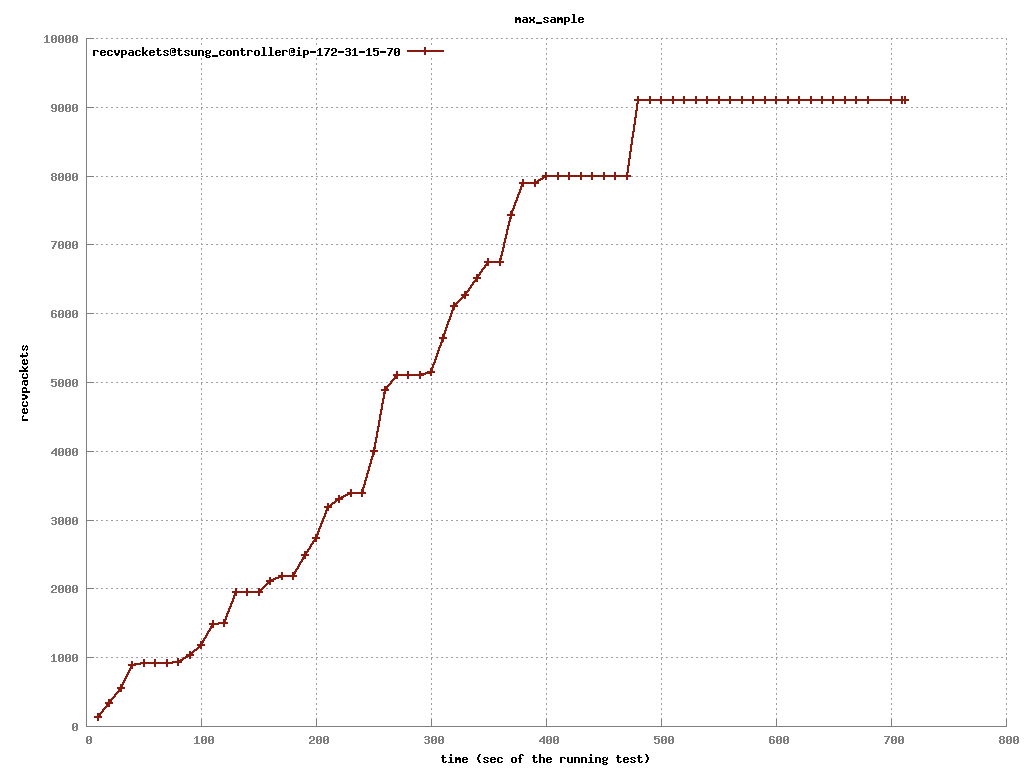 max_sample
recvpackets@tsung_controller@ip-172-31-15-70
10000
9000
8000
7000
6000
5000
4000
3000
2000
1000
0
recvpackets
0 100 200 300 400 500 600 700 800
time (sec of the running test)